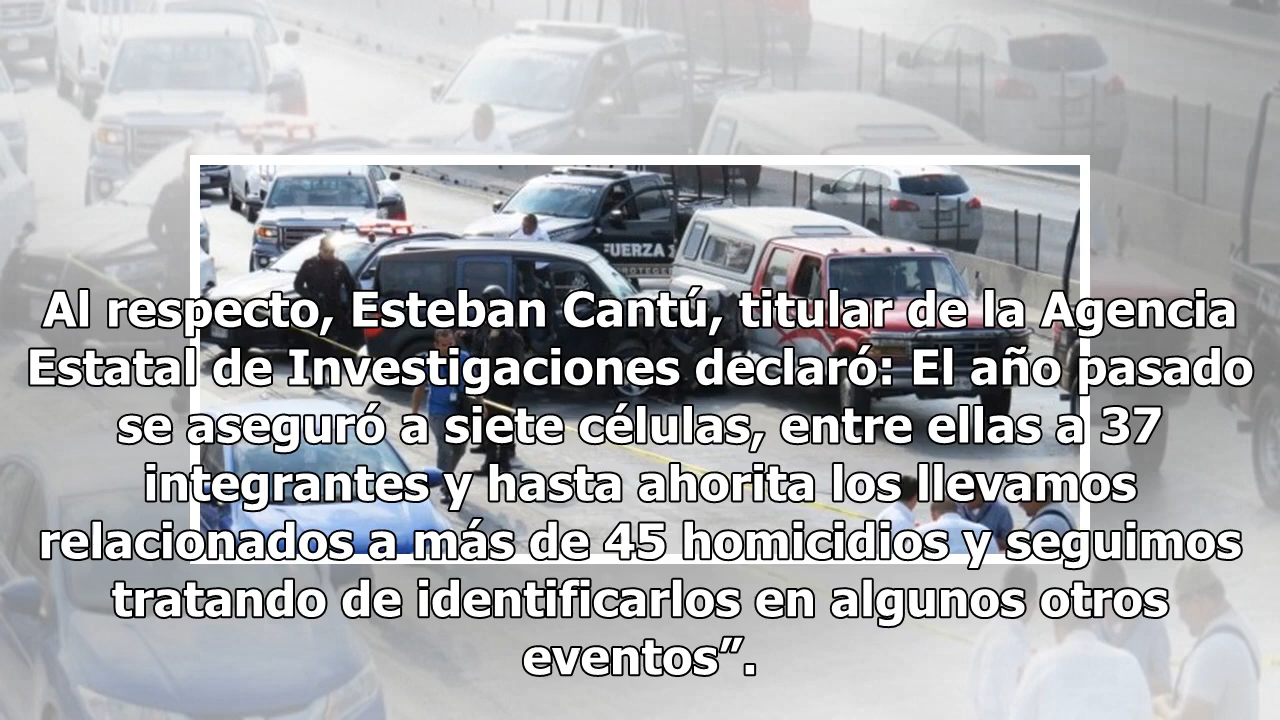 FUERZA
PROTEGER
Al respecto, Esteban Cantú, titular de la Agencia
Estatal de Investigaciones declaró: El año pasado
se aseguró a siete células, entre ellas a 37
integrantes y hasta ahorita los llevamos
relacionados a más de 45 homicidios y seguimos
tratando de identificarlos en algunos otros
eventos”.